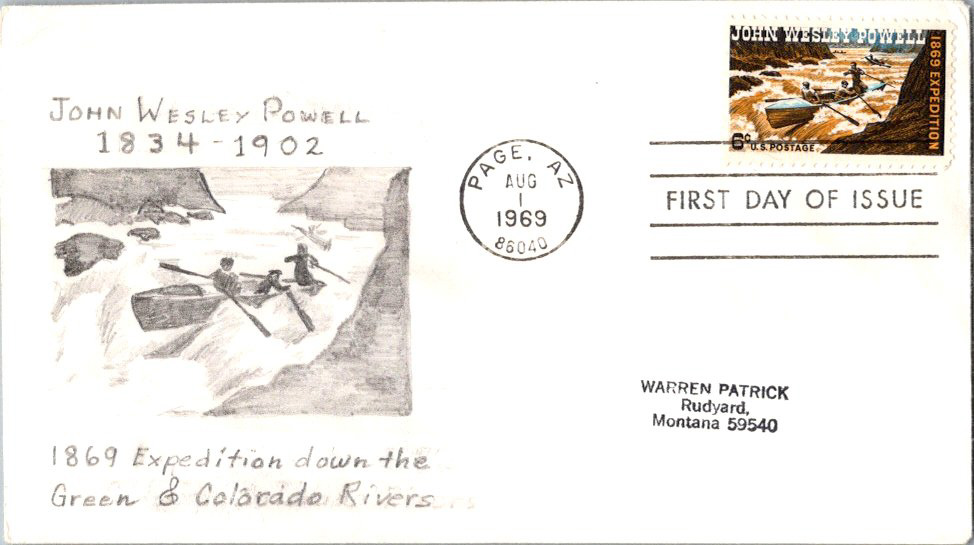 JOHN WESLEY POWELL
1834-1902
1869 Expedition down the
Green & Colorado Rivers
PAGE, AZ
AUG
1
1969
86040
JOHN WESLEY POWELL
1869 EXPEDITION
6c U.S. POSTAGE
FIRST DAY OF ISSUE
WARREN PATRICK
Rudyard,
Montana 59540